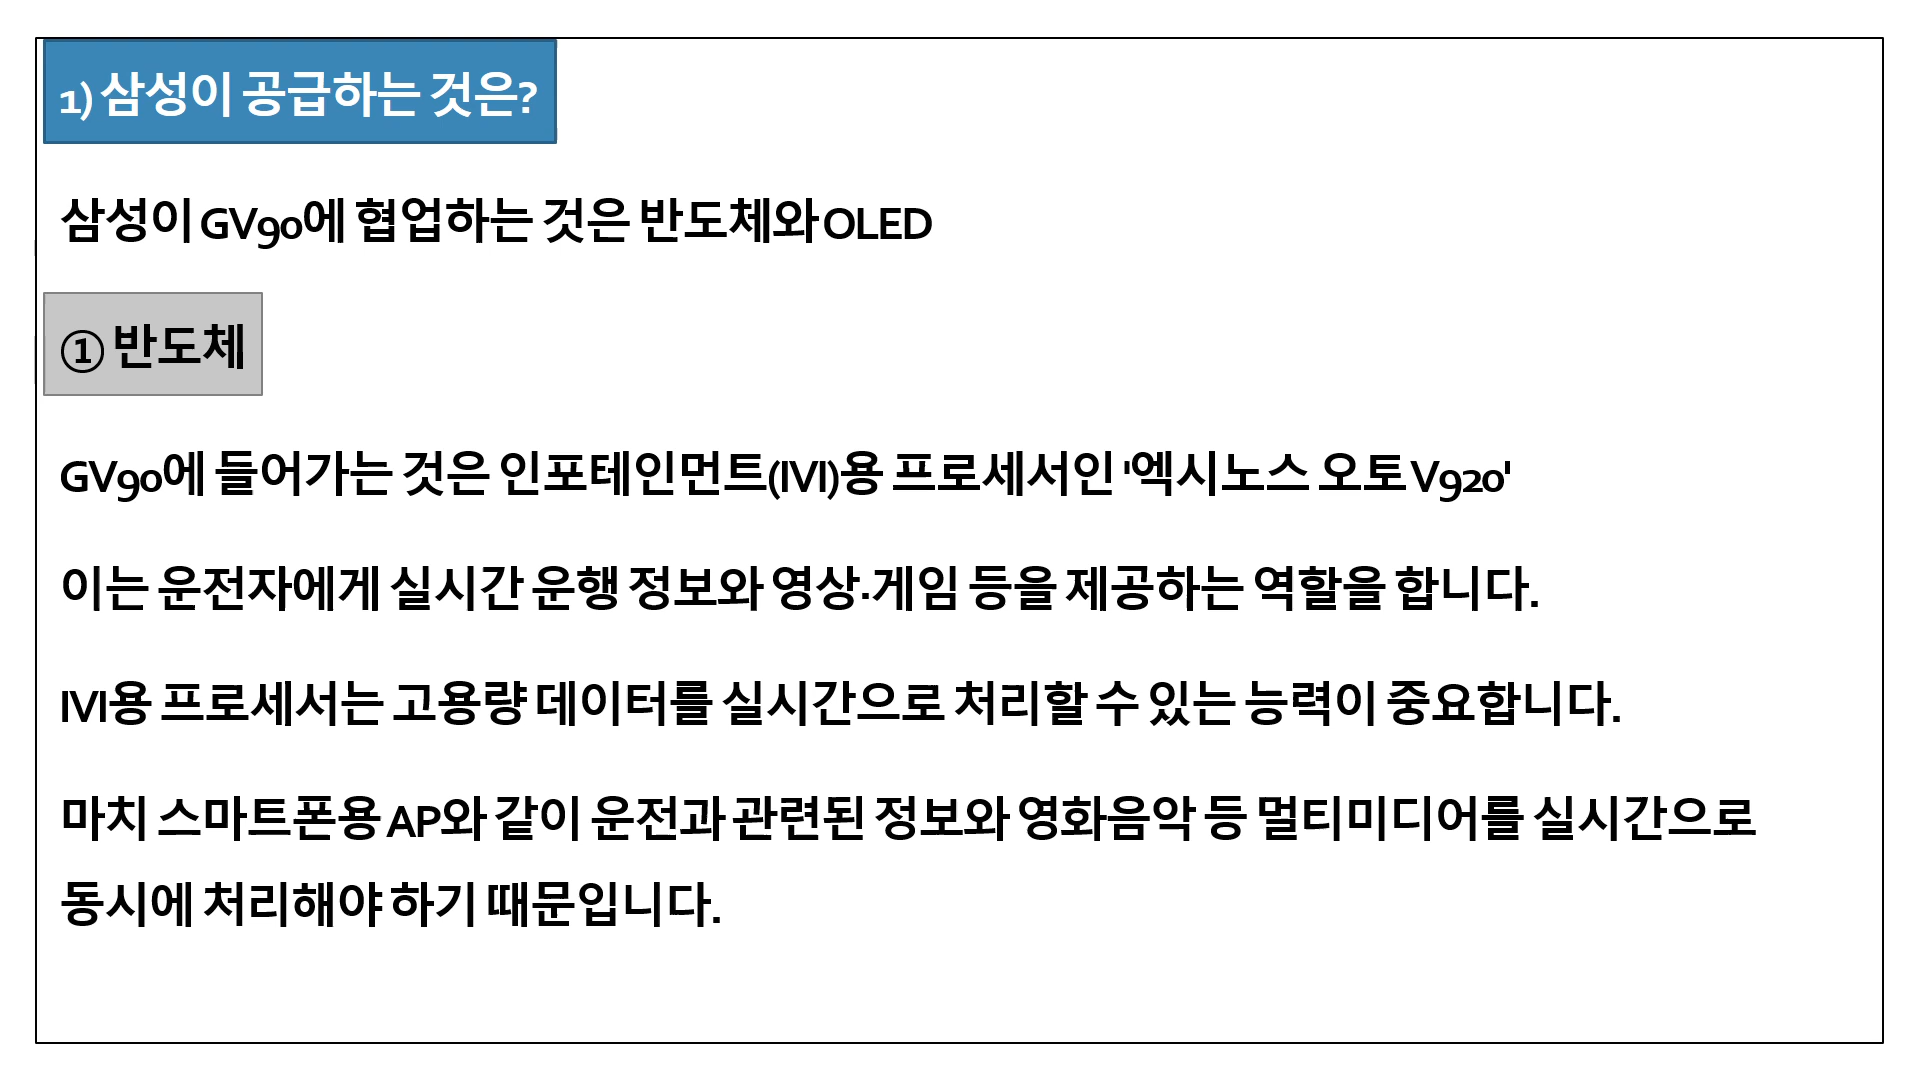 1) 삼성이 공급하는 것은?
삼성이 GV90에 협업하는 것은 반도체와 OLED
① 반도체
GV90에 들어가는 것은 인포테인먼트(IVI)용 프로세서인 '엑시노스 오토 V920'
이는 운전자에게 실시간 운행 정보와 영상·게임 등을 제공하는 역할을 합니다.
IVI용 프로세서는 고용량 데이터를 실시간으로 처리할 수 있는 능력이 중요합니다.
마치 스마트폰용 AP와 같이 운전과 관련된 정보와 영화음악 등 멀티미디어를 실시간으로
동시에 처리해야 하기 때문입니다.